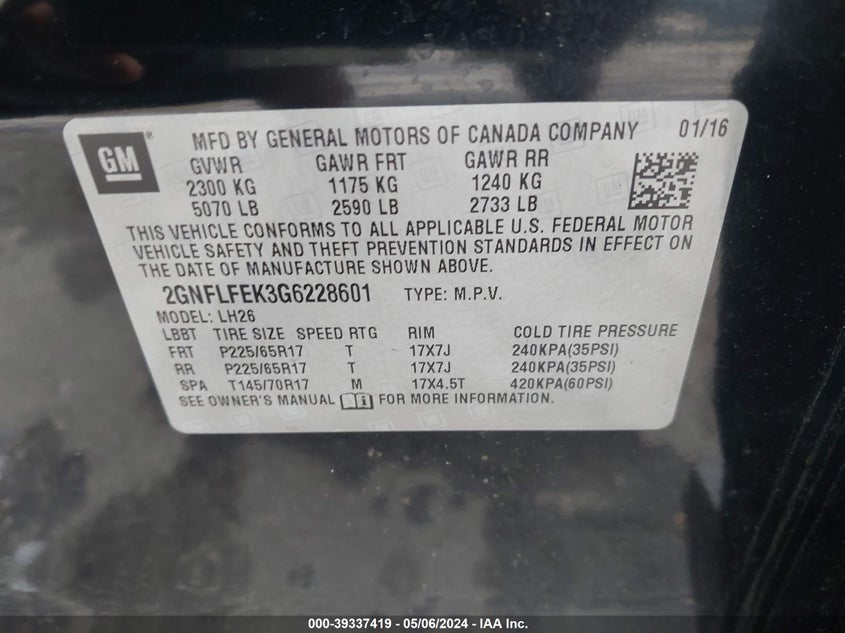 GM® MFD BY GENERAL MOTORS OF CANADA COMPANY 01/16
GVWR GAWR FRT GAWR RR
2300 KG 1175 KG 1240 KG
5070 LB 2590 LB 2733 LB
THIS VEHICLE CONFORMS TO ALL APPLICABLE U.S. FEDERAL MOTOR
VEHICLE SAFETY AND THEFT PREVENTION STANDARDS IN EFFECT ON
THE DATE OF MANUFACTURE SHOWN ABOVE.
2GNFLFEK3G6228601 TYPE: M.P.V.
MODEL: LH26
LBBT TIRE SIZE SPEED RTG RIM COLD TIRE PRESSURE
FRT P225/65R17 T 17X7J 240KPA(35PSI)
RR P225/65R17 T 17X7J 240KPA(35PSI)
SPA T145/70R17 M 17X4.5T 420KPA(60PSI)
SEE OWNER'S MANUAL FOR MORE INFORMATION.
000-39337419 - 05/06/2024 - IAA Inc.